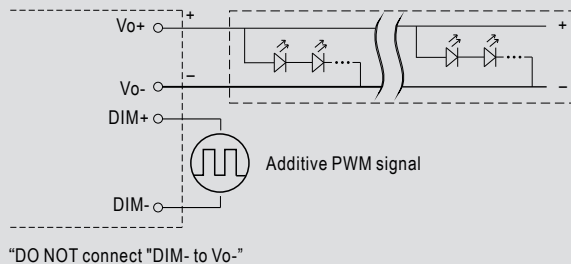 Vo+
+
+
Vo-
−
−
DIM+
Additive PWM signal
DIM-
“DO NOT connect "DIM- to Vo-”